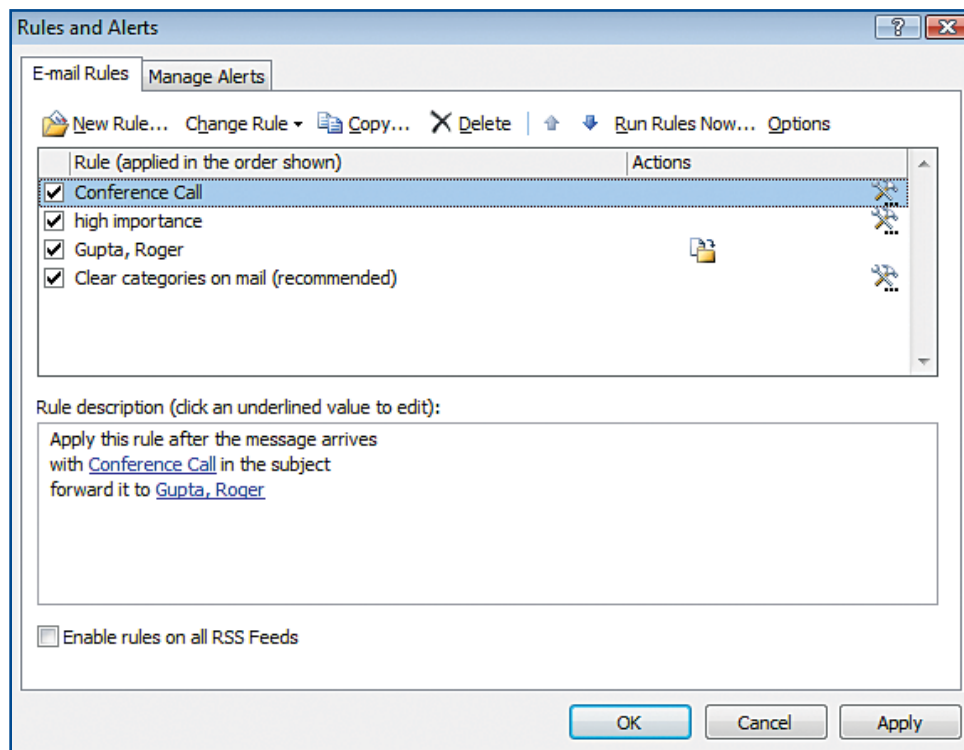 Rules and Alerts
E-mail Rules
Manage Alerts
New Rule... Change Rule Copy... Delete Run Rules Now... Options
Rule (applied in the order shown) Actions
Conference Call
high importance
Gupta, Roger
Clear categories on mail (recommended)
Rule description (click an underlined value to edit):
Apply this rule after the message arrives
with Conference Call in the subject
forward it to Gupta, Roger
Enable rules on all RSS Feeds
OK Cancel Apply